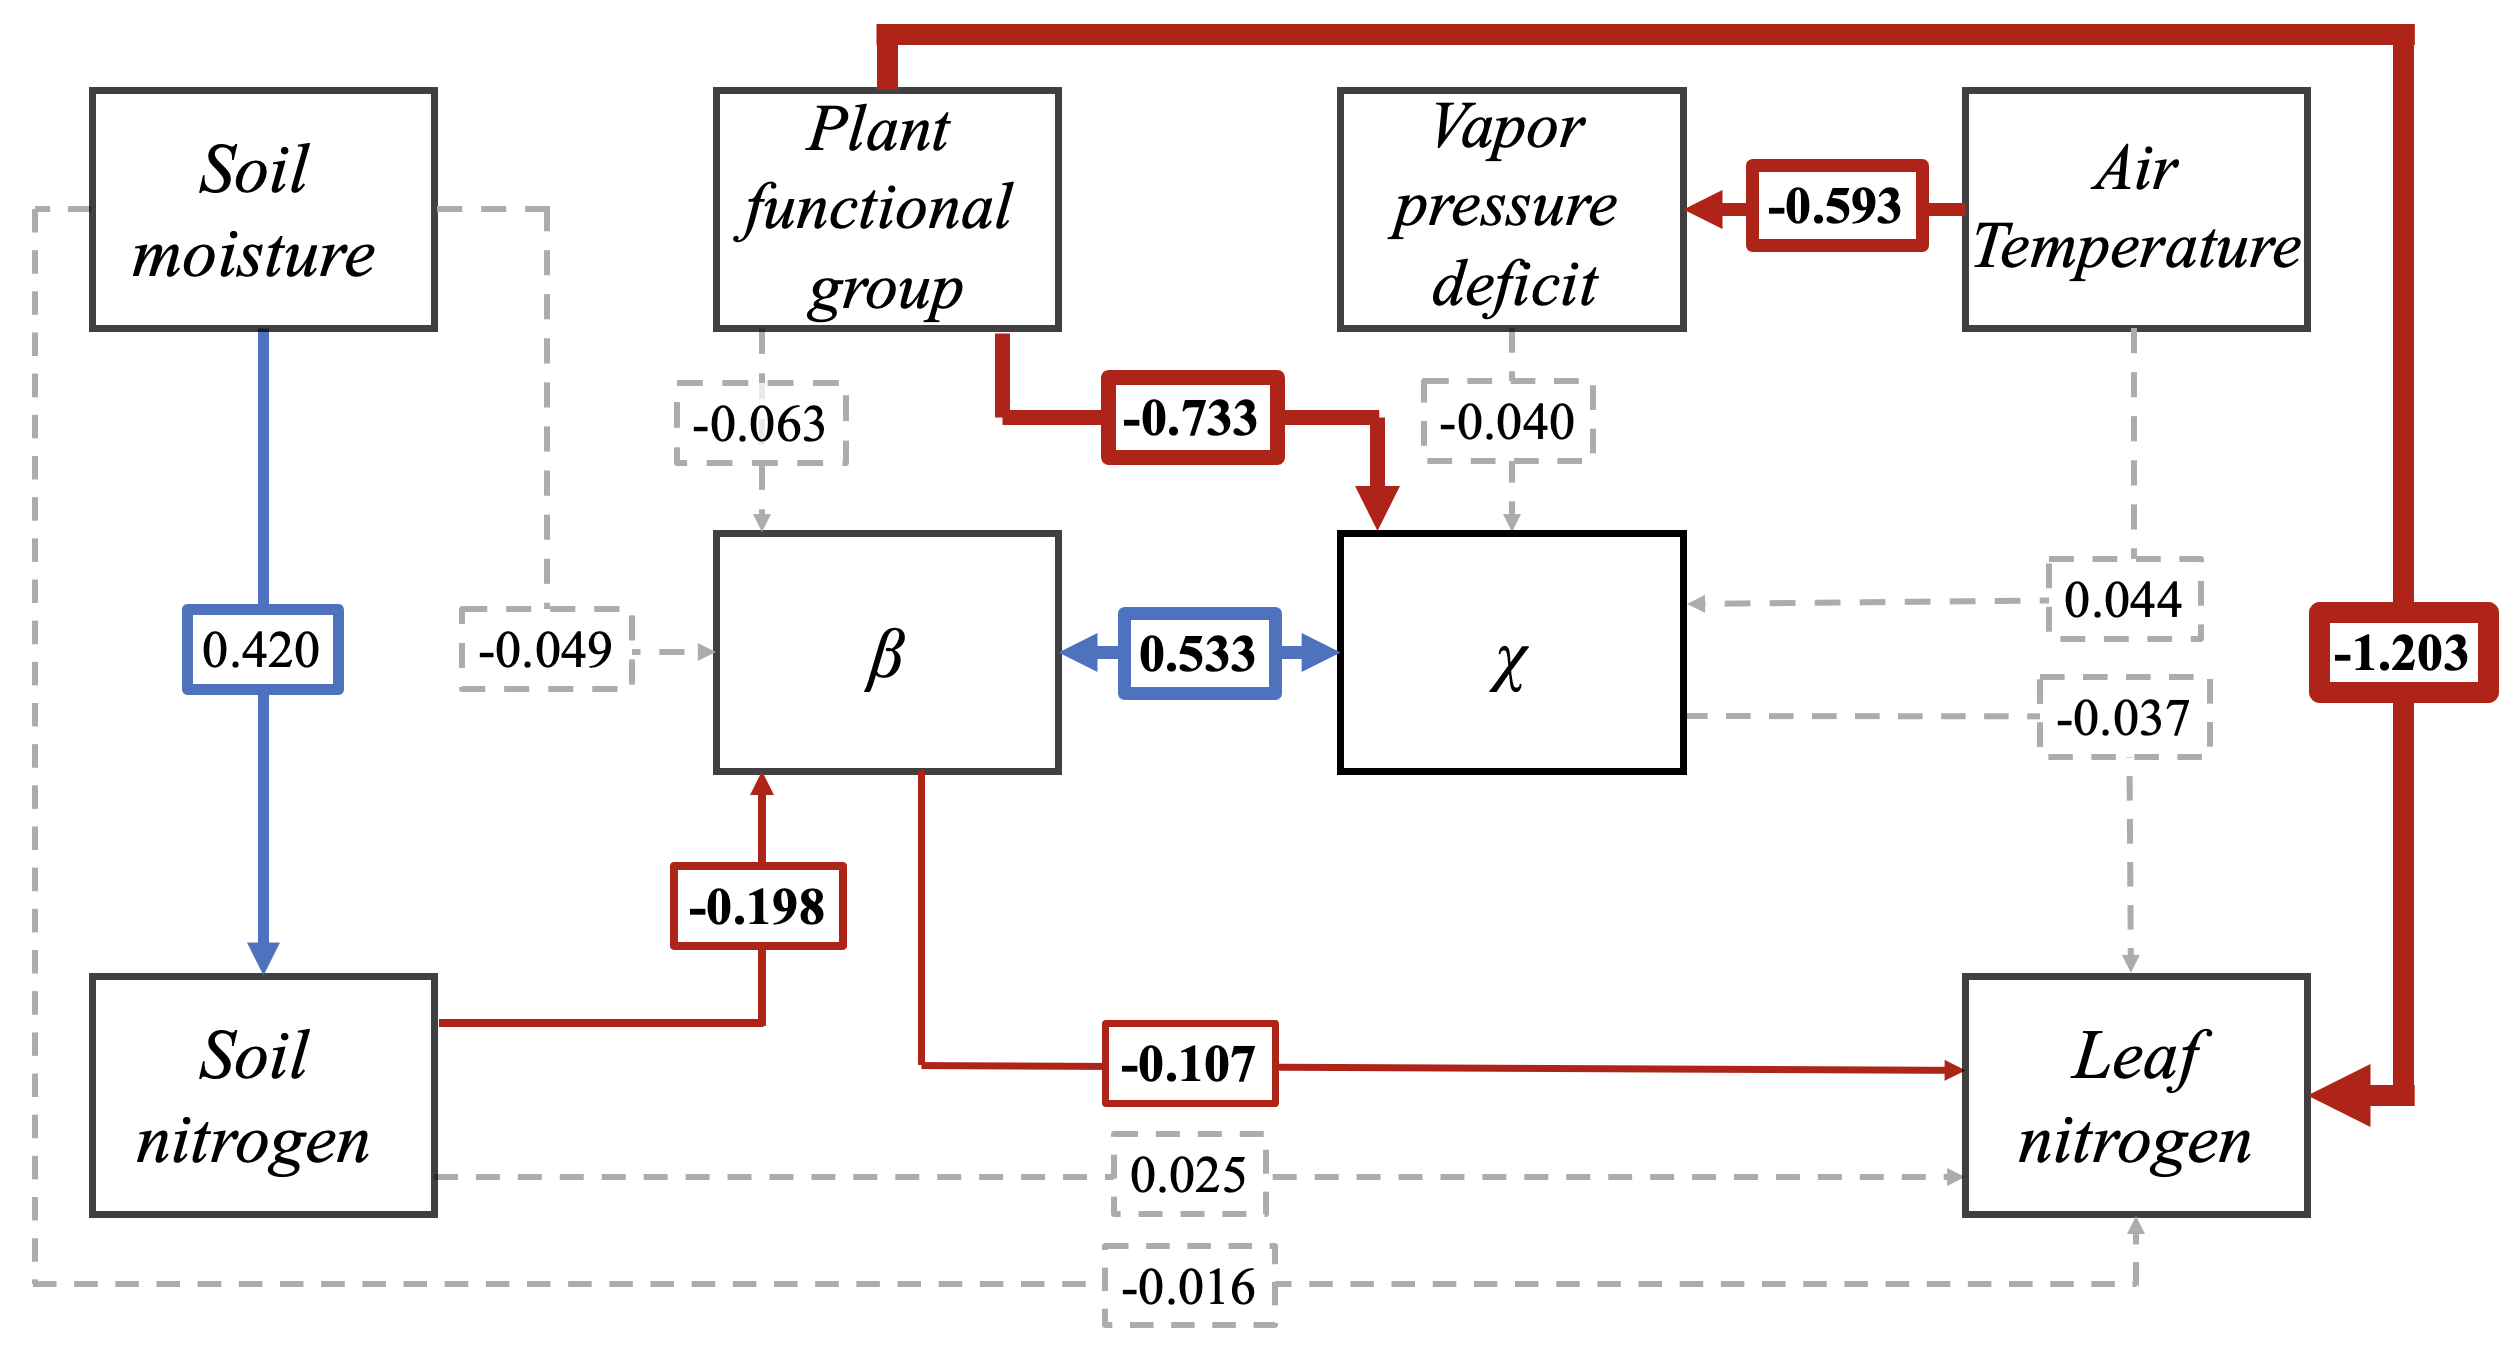 Soil
moisture
Plant
functional
group
Vapor
pressure
deficit
-0.593
Air
Temperature
-0.063
-0.733
-0.040
0.420
-0.049
β
0.533
χ
0.044
-0.037
-1.203
-0.198
Soil
nitrogen
-0.107
Leaf
nitrogen
0.025
-0.016